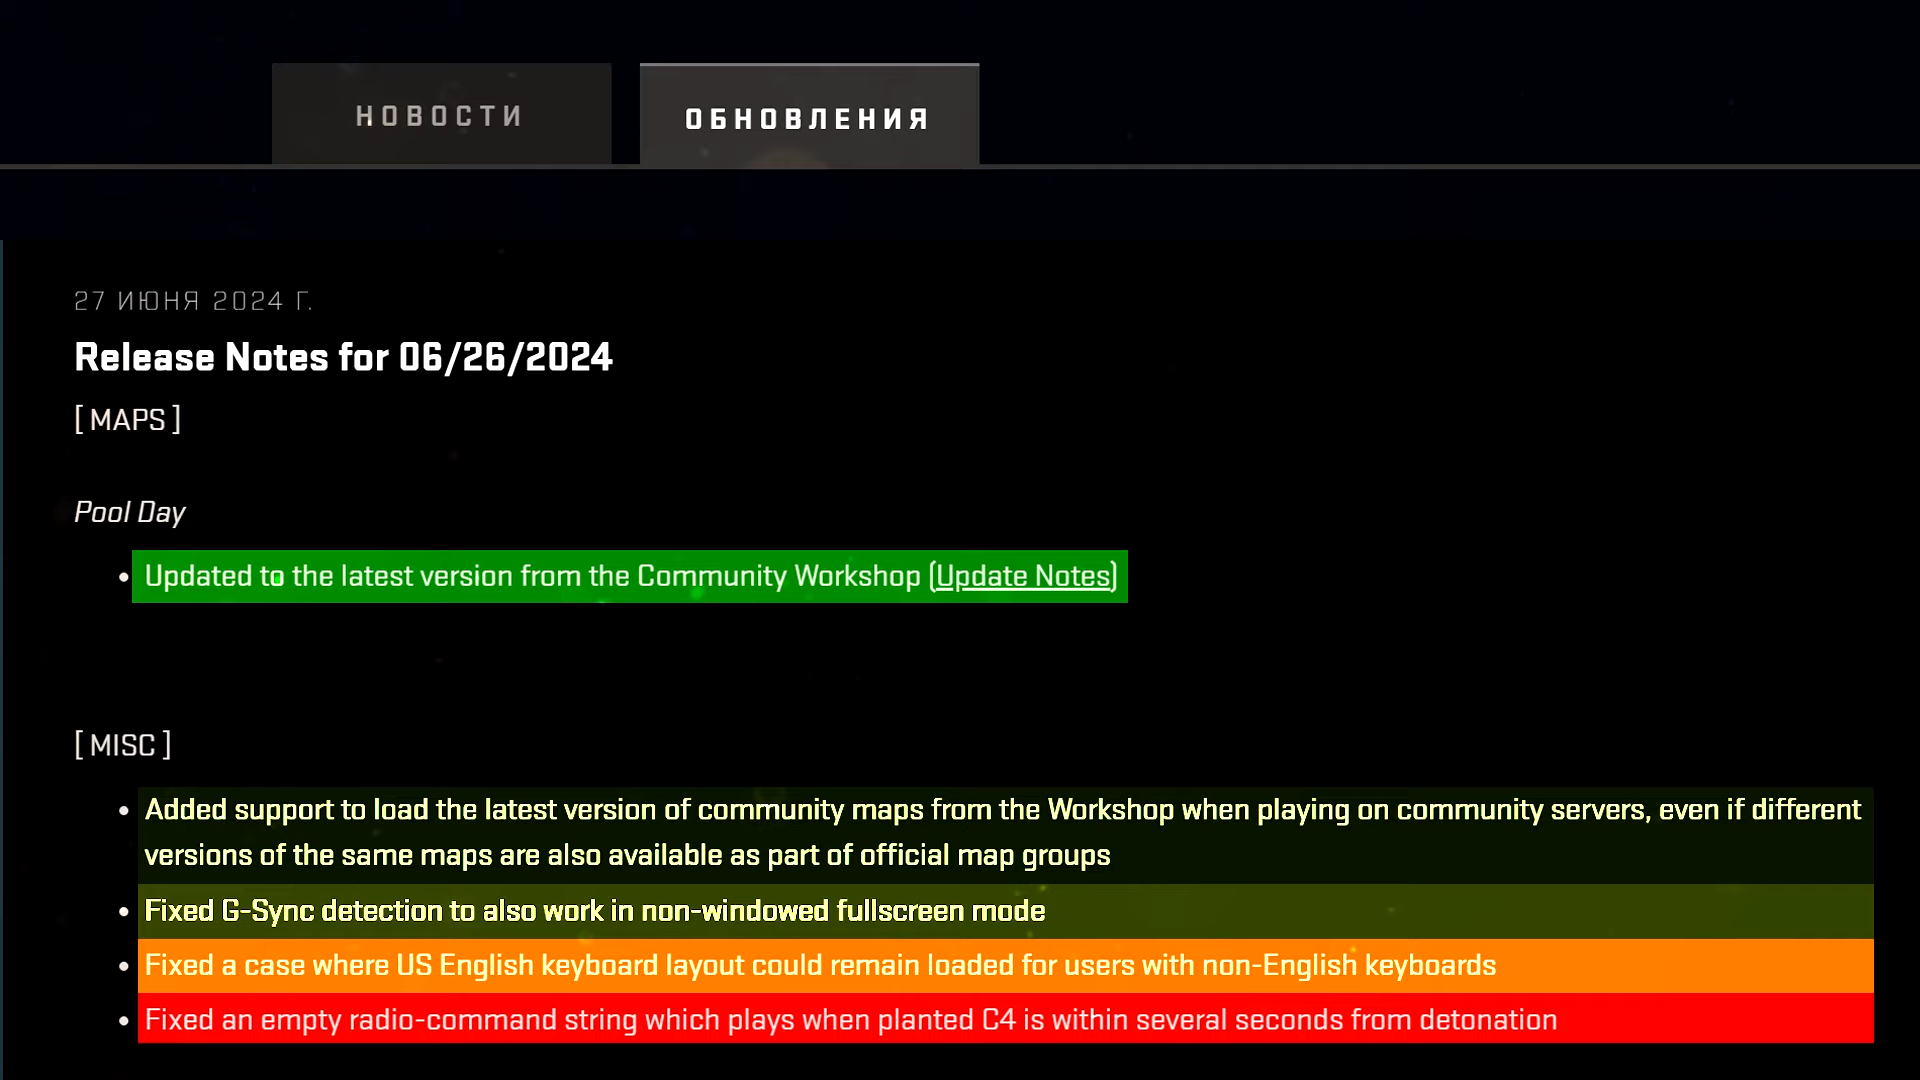 НОВОСТИ
ОБНОВЛЕНИЯ
27 ИЮНЯ 2024 Г.
Release Notes for 06/26/2024
[ MAPS ]
Pool Day
• Updated to the latest version from the Community Workshop (Update Notes)
[ MISC ]
• Added support to load the latest version of community maps from the Workshop when playing on community servers, even if different
versions of the same maps are also available as part of official map groups
• Fixed G-Sync detection to also work in non-windowed fullscreen mode
• Fixed a case where US English keyboard layout could remain loaded for users with non-English keyboards
• Fixed an empty radio-command string which plays when planted C4 is within several seconds from detonation